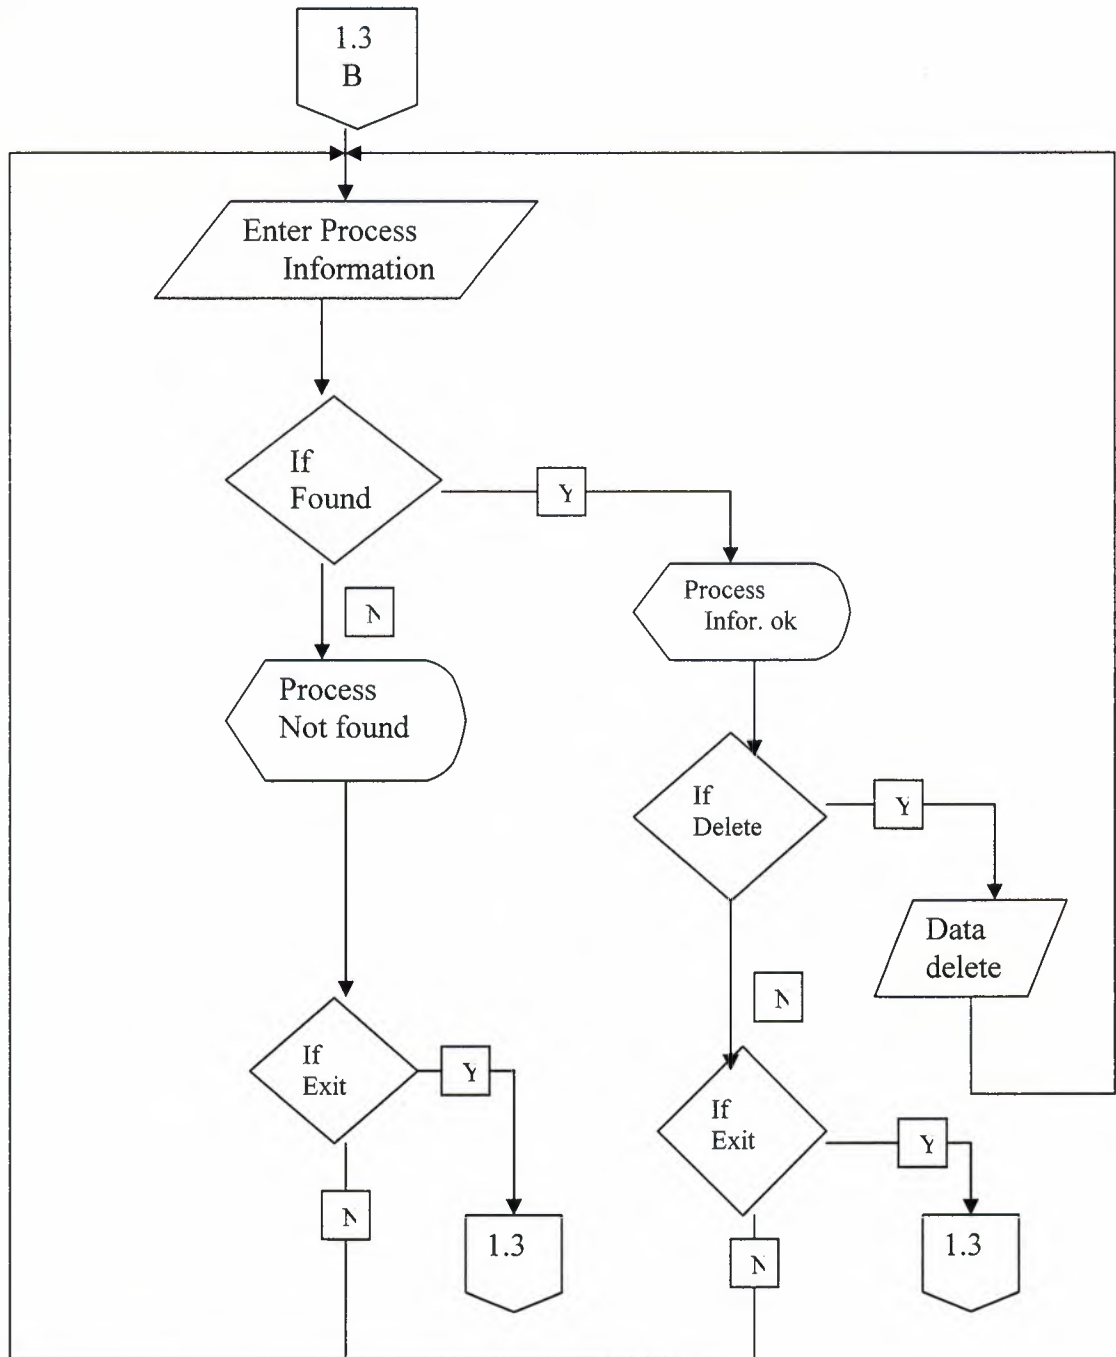 1.3
B
Enter Process
Information
If
Found
Y
N
Process
Infor. ok
Process
Not found
If
Delete
Y
Data
delete
N
If
Exit
Y
If
Exit
Y
N
1.3
N
1.3